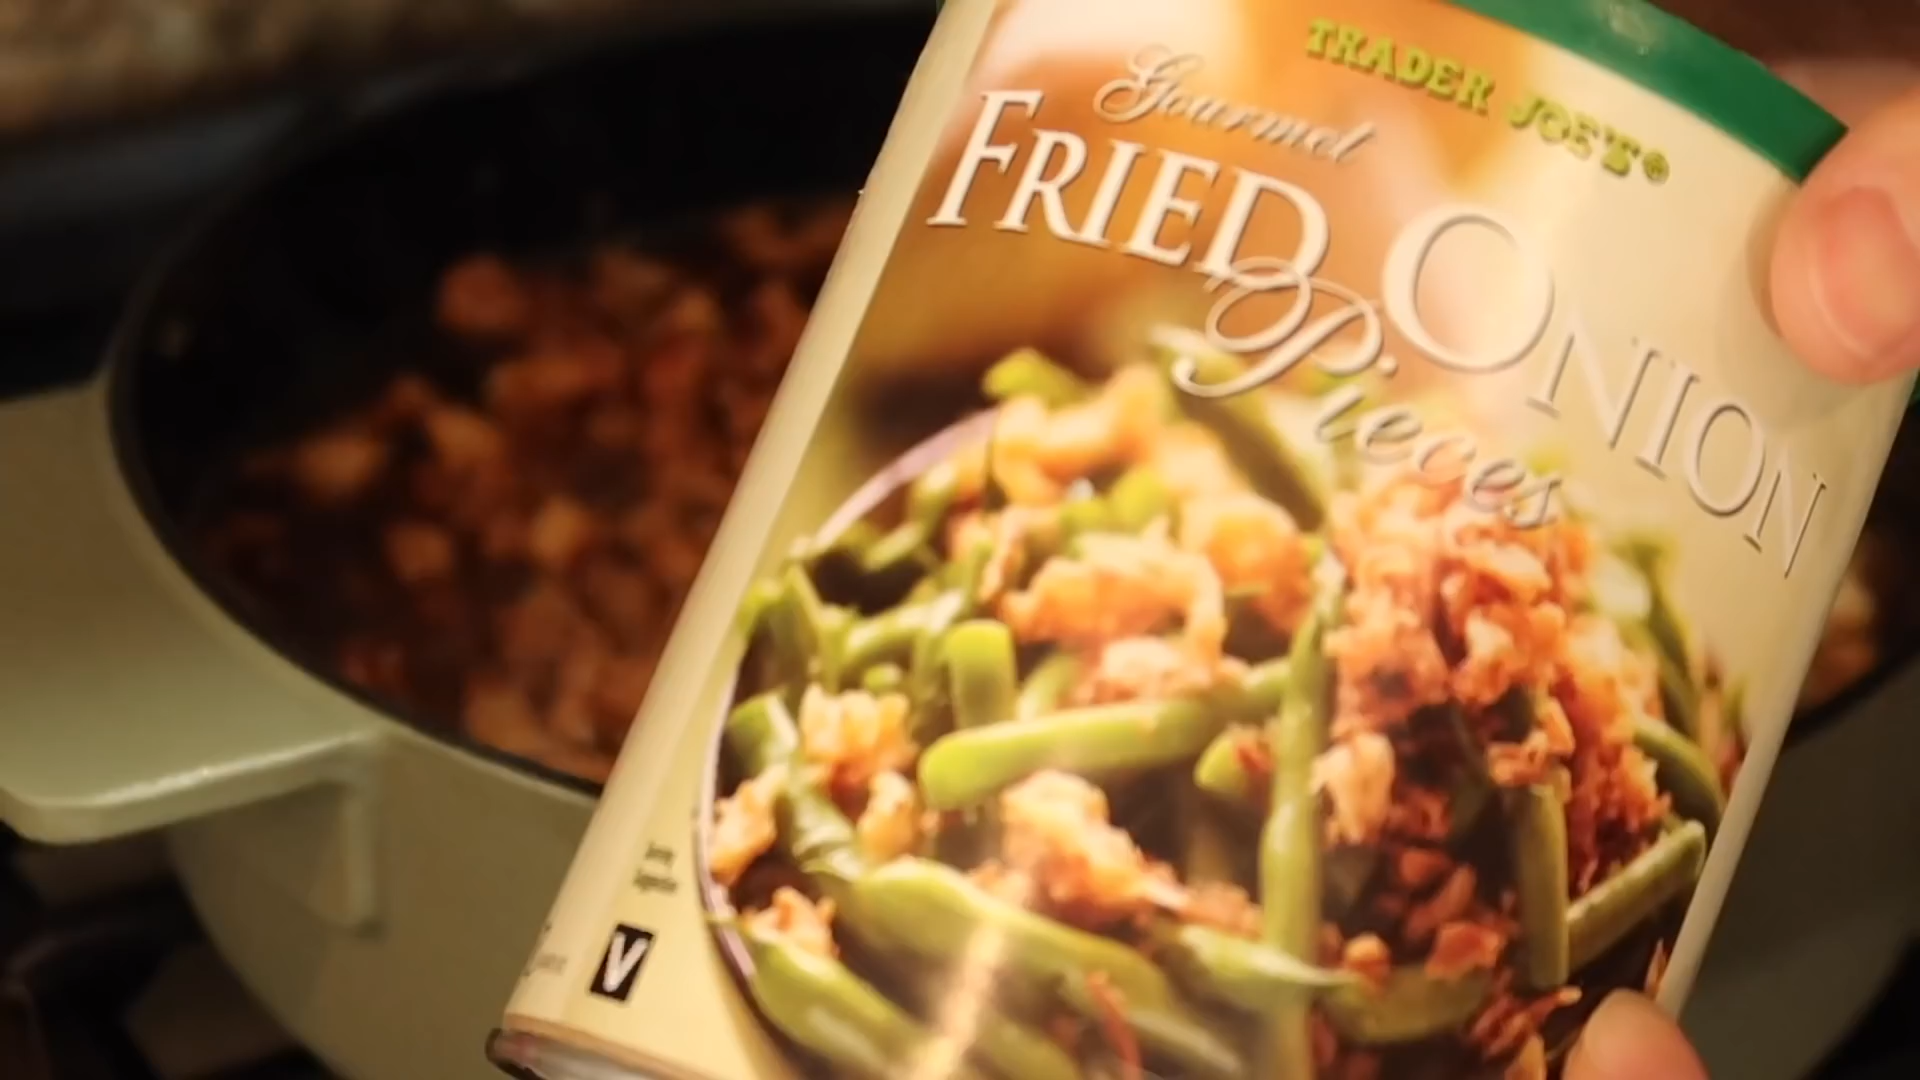 TRADER JOE'S®
Gourmet
FRIED ONION
Pieces
V